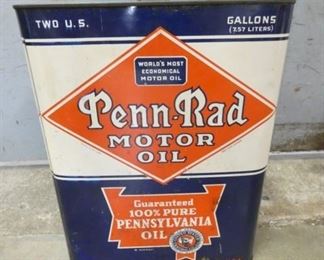 TWO U.S. GALLONS
(7.57 LITERS)
WORLD'S MOST
ECONOMICAL
MOTOR OIL
Penn-Rad
MOTOR
OIL
Guaranteed
100% PURE
PENNSYLVANIA
OIL